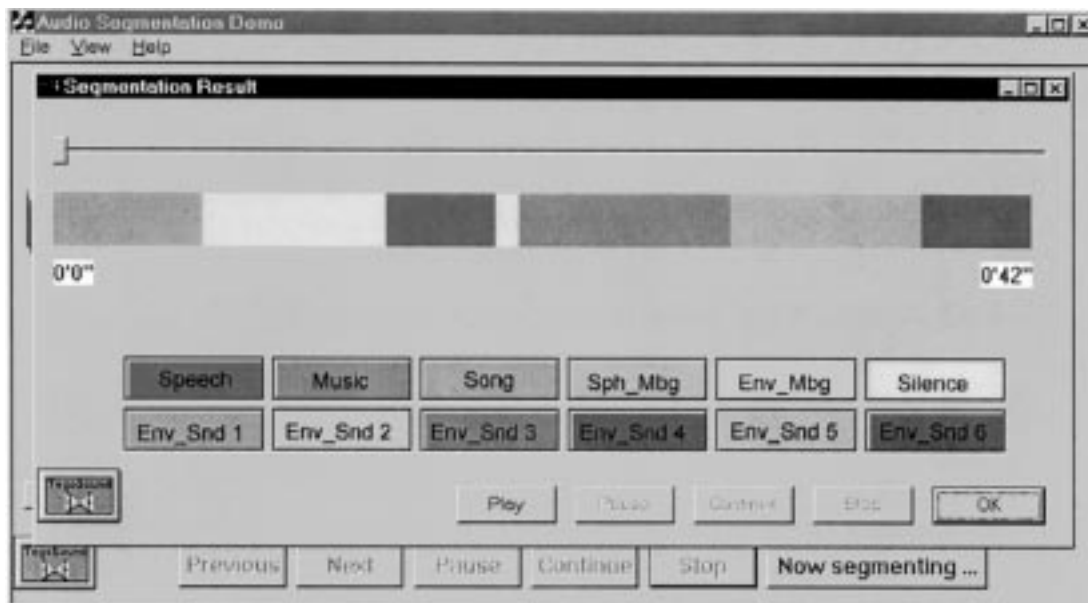 Audio Segmentation Demo
File View Help
Segmentation Result
0'0" 0'42"
Speech Music Song Sph_Mbg Env_Mbg Silence
Env_Snd 1 Env_Snd 2 Env_Snd 3 Env_Snd 4 Env_Snd 5 Env_Snd 6
Play Pause Continue Stop OK
Previous Next Pause Continue Stop Now segmenting ...